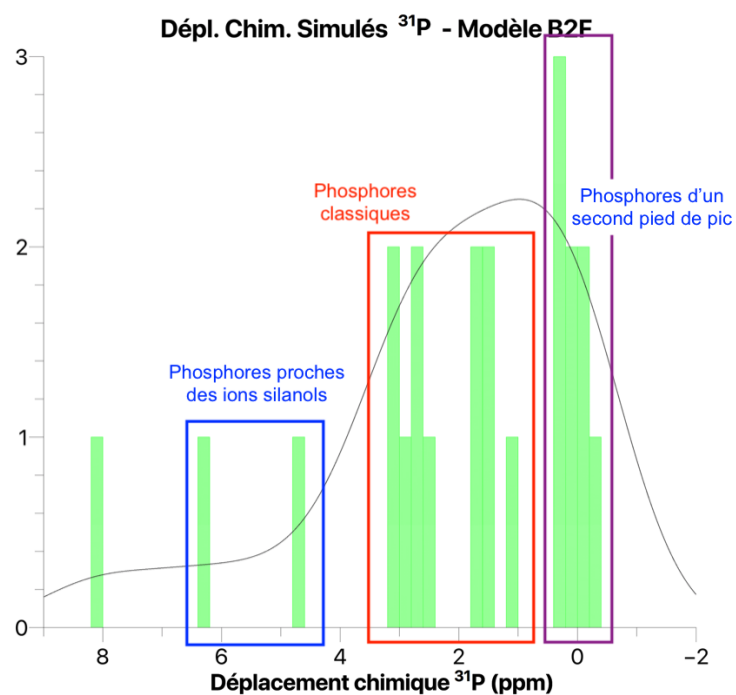 Dépl. Chim. Simulés ³¹P - Modèle B2F
3
Phosphores
classiques
Phosphores d'un
second pied de pic
2
Phosphores proches
des ions silanols
1
0
8 6 4 2 0 −2
Déplacement chimique ³¹P (ppm)